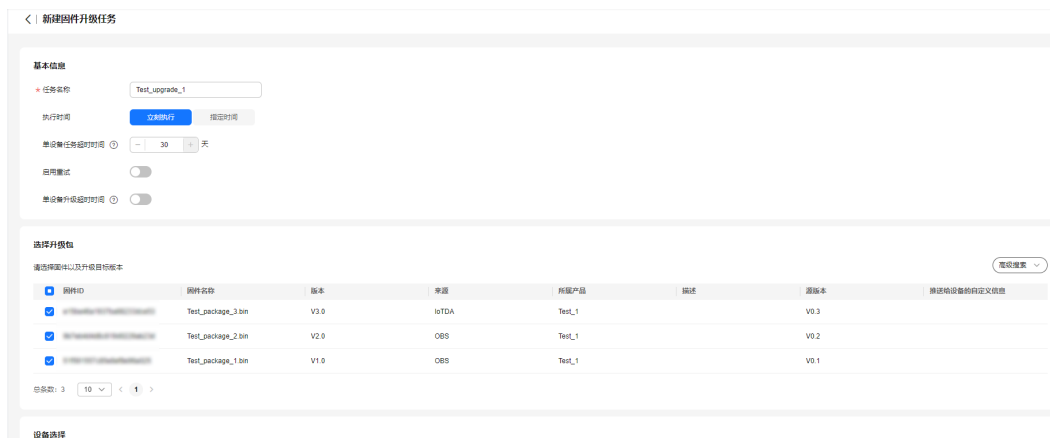 新建固件升级任务
基本信息
* 任务名称 Test_upgrade_1
执行时间 立刻执行 指定时间
单设备任务超时时间 ? - 30 + 天
启用重试
单设备升级超时时间 ?
选择升级包
请选择固件以及升级目标版本
高级搜索
固件ID 固件名称 版本 来源 所属产品 描述 源版本 推送给设备的自定义信息
Test_package_3.bin V3.0 IoTDA Test_1 V0.3
Test_package_2.bin V2.0 OBS Test_1 V0.2
Test_package_1.bin V1.0 OBS Test_1 V0.1
总条数: 3 10 < 1 >
设备选择